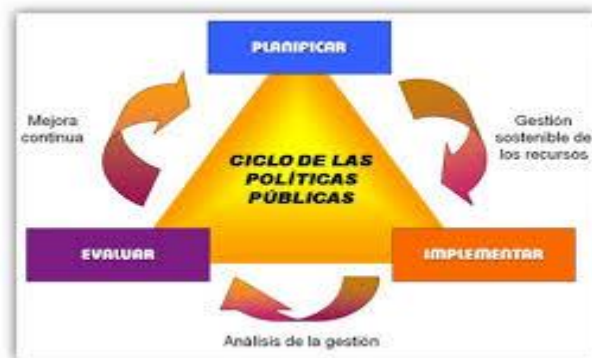 PLANIFICAR
Mejora
continua
Gestión
sostenible de
los recursos
CICLO DE LAS
POLÍTICAS
PÚBLICAS
EVALUAR
IMPLEMENTAR
Análisis de la gestión